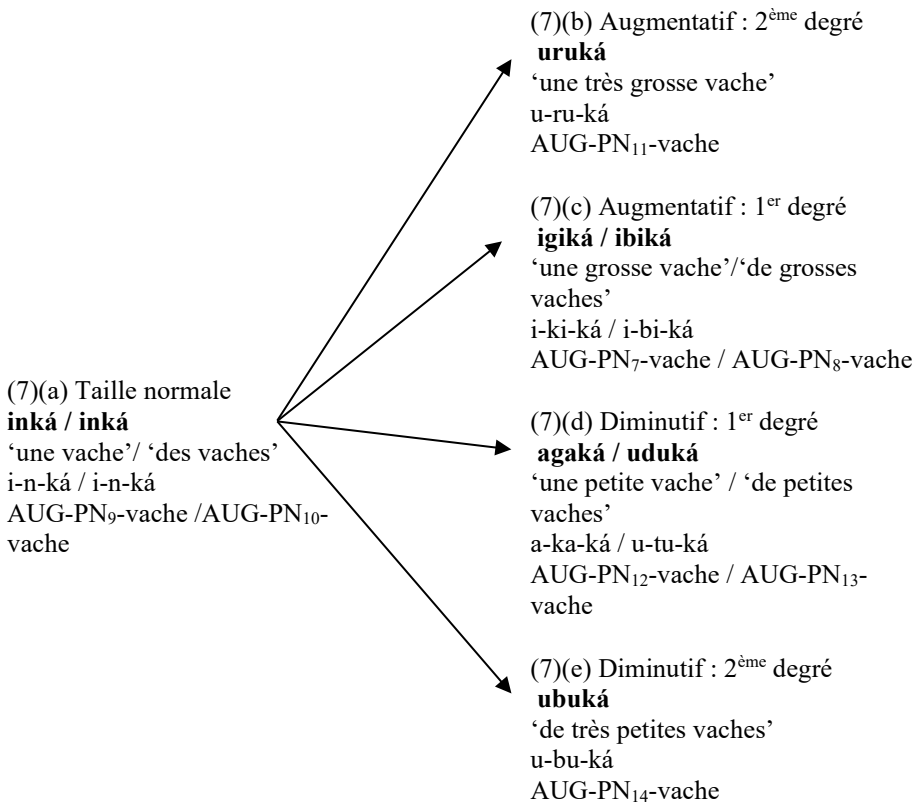 (7)(b) Augmentatif : 2ème degré
uruká
‘une très grosse vache’
u-ru-ká
AUG-PN11-vache
(7)(c) Augmentatif : 1er degré
igiká / ibiká
‘une grosse vache’/‘de grosses
vaches’
i-ki-ká / i-bi-ká
AUG-PN7-vache / AUG-PN8-vache
(7)(a) Taille normale
inká / inká
‘une vache’/ ‘des vaches’
i-n-ká / i-n-ká
AUG-PN9-vache /AUG-PN10-
vache
(7)(d) Diminutif : 1er degré
agaká / uduká
‘une petite vache’ / ‘de petites
vaches’
a-ka-ká / u-tu-ká
AUG-PN12-vache / AUG-PN13-
vache
(7)(e) Diminutif : 2ème degré
ubuká
‘de très petites vaches’
u-bu-ká
AUG-PN14-vache